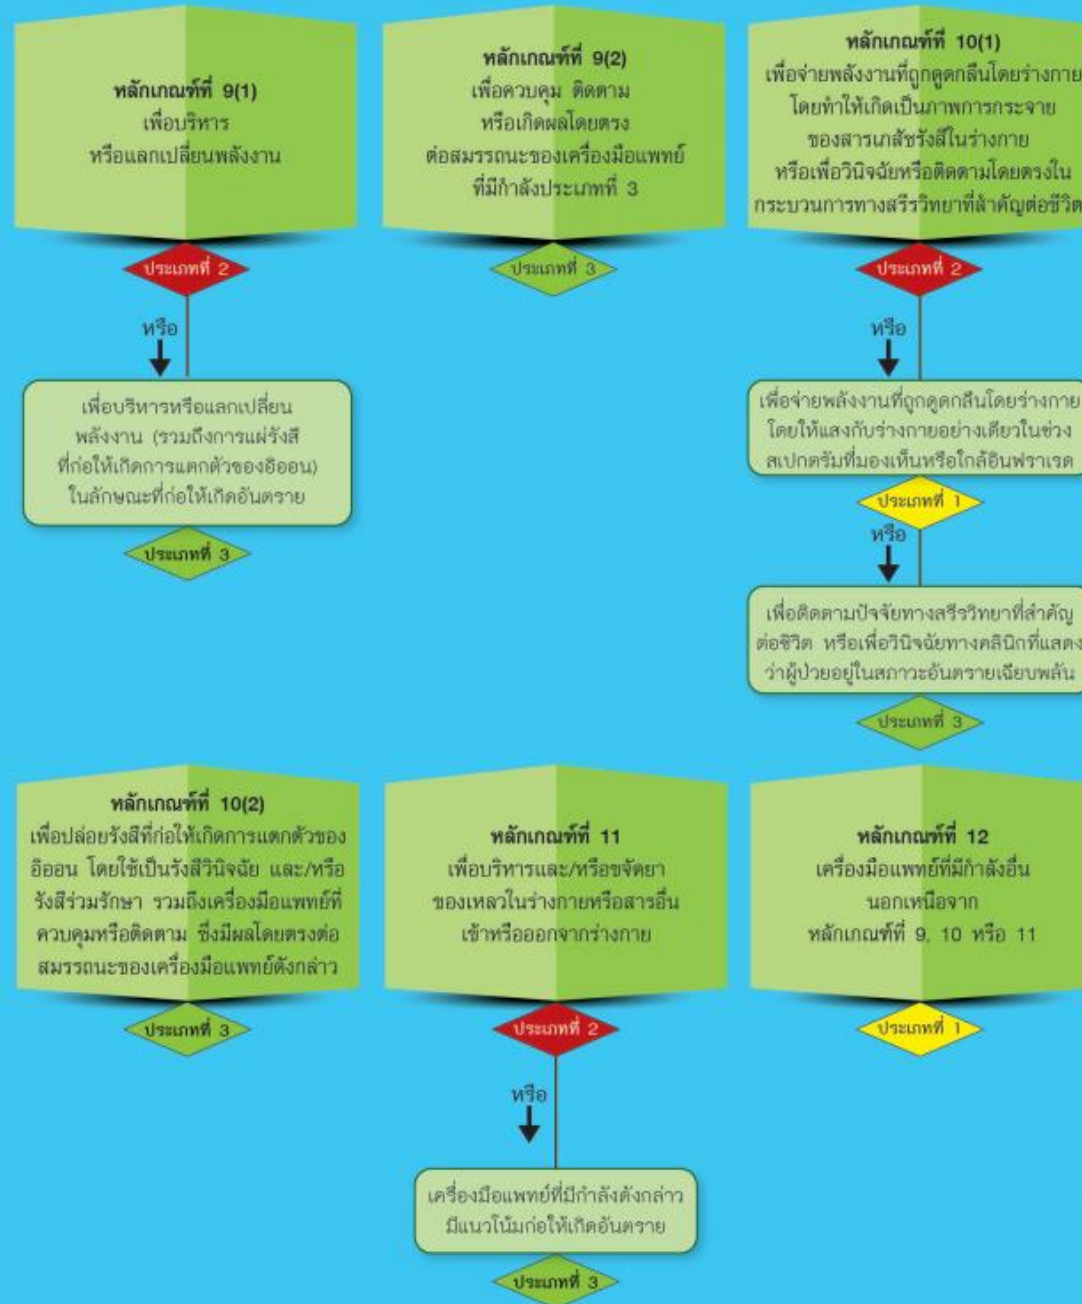 หลักเกณฑ์ที่ 9(1)
เพื่อบริหาร
หรือแลกเปลี่ยนพลังงาน
ประเภทที่ 2
หรือ
เพื่อบริหารหรือแลกเปลี่ยน
พลังงาน (รวมถึงการแผ่รังสี
ที่ก่อให้เกิดการแตกตัวของอิออน)
ในลักษณะที่ก่อให้เกิดอันตราย
ประเภทที่ 3
หลักเกณฑ์ที่ 9(2)
เพื่อควบคุม ติดตาม
หรือเกิดผลโดยตรง
ต่อสมรรถนะของเครื่องมือแพทย์
ที่มีกำลังประเภทที่ 3
ประเภทที่ 3
หลักเกณฑ์ที่ 10(1)
เพื่อจ่ายพลังงานที่ถูกดูดกลืนโดยร่างกาย
โดยทำให้เกิดเป็นภาพการกระจาย
ของสารเภสัชรังสีในร่างกาย
หรือเพื่อวินิจฉัยหรือติดตามโดยตรงใน
กระบวนการทางสรีรวิทยาที่สำคัญต่อชีวิต
ประเภทที่ 2
หรือ
เพื่อจ่ายพลังงานที่ถูกดูดกลืนโดยร่างกาย
โดยให้แสงกับร่างกายอย่างเดียวในช่วง
สเปกตรัมที่มองเห็นหรือใกล้อินฟราเรด
ประเภทที่ 1
หรือ
เพื่อติดตามปัจจัยทางสรีรวิทยาที่สำคัญ
ต่อชีวิต หรือเพื่อวินิจฉัยทางคลินิกที่แสดง
ว่าผู้ป่วยอยู่ในสภาวะอันตรายเฉียบพลัน
ประเภทที่ 3
หลักเกณฑ์ที่ 10(2)
เพื่อปล่อยรังสีที่ก่อให้เกิดการแตกตัวของ
อิออน โดยใช้เป็นรังสีวินิจฉัย และ/หรือ
รังสีร่วมรักษา รวมถึงเครื่องมือแพทย์ที่
ควบคุมหรือติดตาม ซึ่งมีผลโดยตรงต่อ
สมรรถนะของเครื่องมือแพทย์ดังกล่าว
ประเภทที่ 3
หลักเกณฑ์ที่ 11
เพื่อบริหารและ/หรือขจัดยา
ของเหลวในร่างกายหรือสารอื่น
เข้าหรือออกจากร่างกาย
ประเภทที่ 2
หรือ
เครื่องมือแพทย์ที่มีกำลังดังกล่าว
มีแนวโน้มก่อให้เกิดอันตราย
ประเภทที่ 3
หลักเกณฑ์ที่ 12
เครื่องมือแพทย์ที่มีกำลังอื่น
นอกเหนือจาก
หลักเกณฑ์ที่ 9, 10 หรือ 11
ประเภทที่ 1